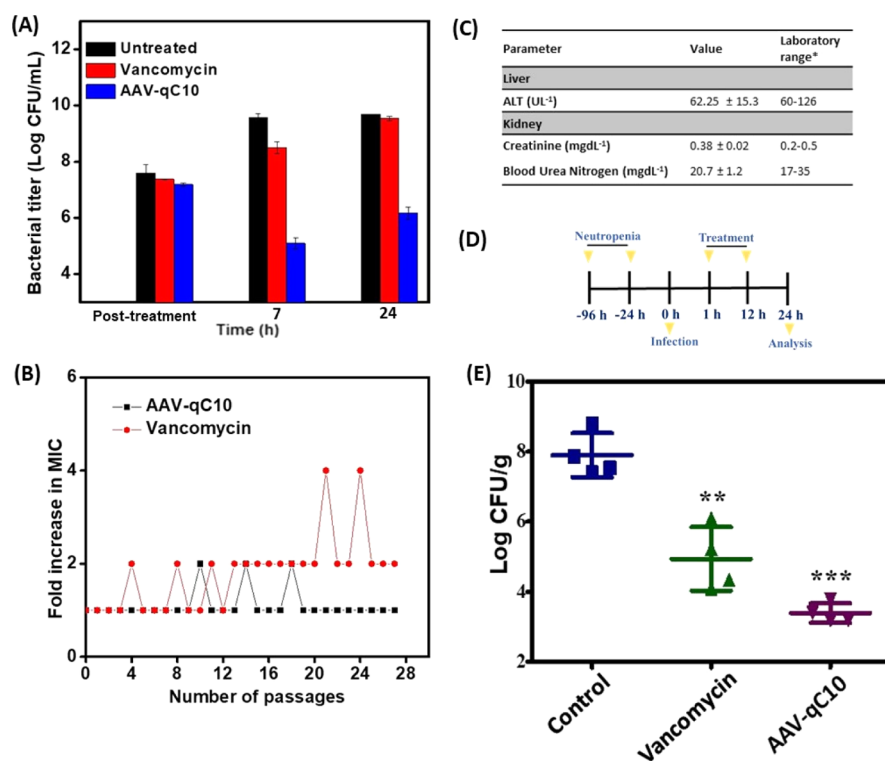 (A)
12
10
8
6
4
Bacterial titer (Log CFU/mL)
Untreated
Vancomycin
AAV-qC10
Post-treatment 7 24
Time (h)
(B)
6
4
2
0
Fold increase in MIC
AAV-qC10
Vancomycin
0 4 8 12 16 20 24 28
Number of passages
(C)
Parameter Value Laboratory
range*
Liver
ALT (UL⁻¹) 62.25 ± 15.3 60-126
Kidney
Creatinine (mgdL⁻¹) 0.38 ± 0.02 0.2-0.5
Blood Urea Nitrogen (mgdL⁻¹) 20.7 ± 1.2 17-35
(D)
Neutropenia Treatment
-96 h -24 h 0 h 1 h 12 h 24 h
Infection Analysis
(E)
10
8
6
4
2
Log CFU/g
**
***
Control
Vancomycin
AAV-qC10